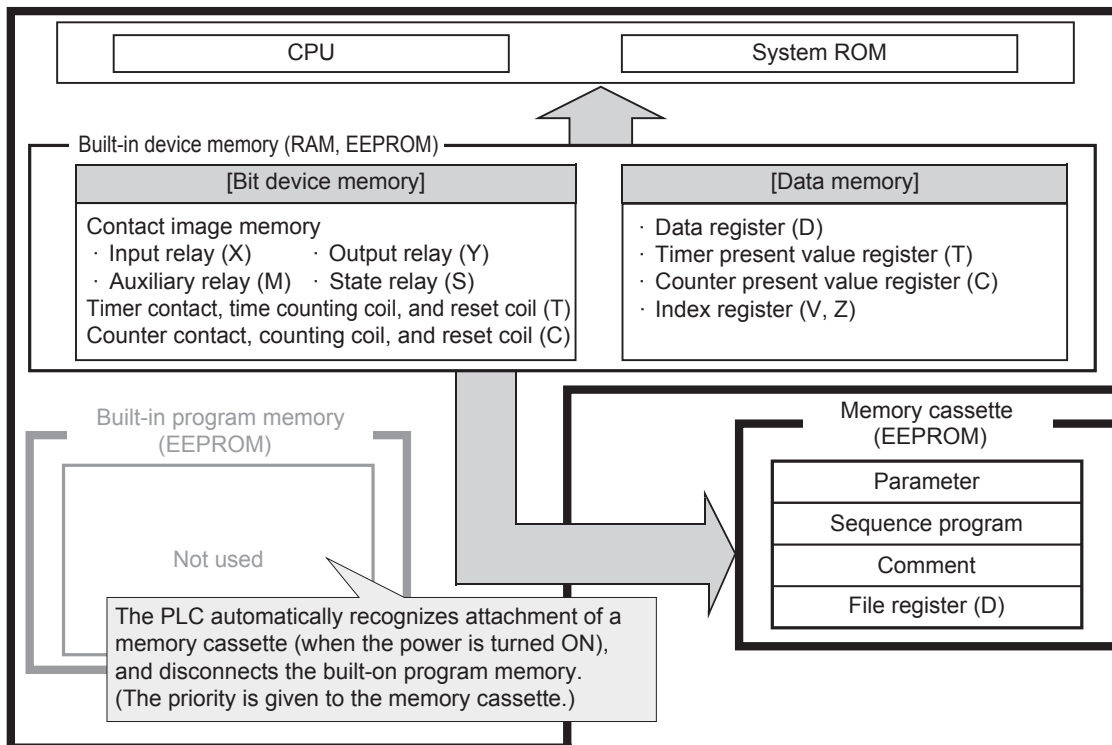 CPU
System ROM
Built-in device memory (RAM, EEPROM)
[Bit device memory]
Contact image memory
· Input relay (X) · Output relay (Y)
· Auxiliary relay (M) · State relay (S)
Timer contact, time counting coil, and reset coil (T)
Counter contact, counting coil, and reset coil (C)
[Data memory]
· Data register (D)
· Timer present value register (T)
· Counter present value register (C)
· Index register (V, Z)
Built-in program memory
(EEPROM)
Not used
The PLC automatically recognizes attachment of a
memory cassette (when the power is turned ON),
and disconnects the built-on program memory.
(The priority is given to the memory cassette.)
Memory cassette
(EEPROM)
Parameter
Sequence program
Comment
File register (D)